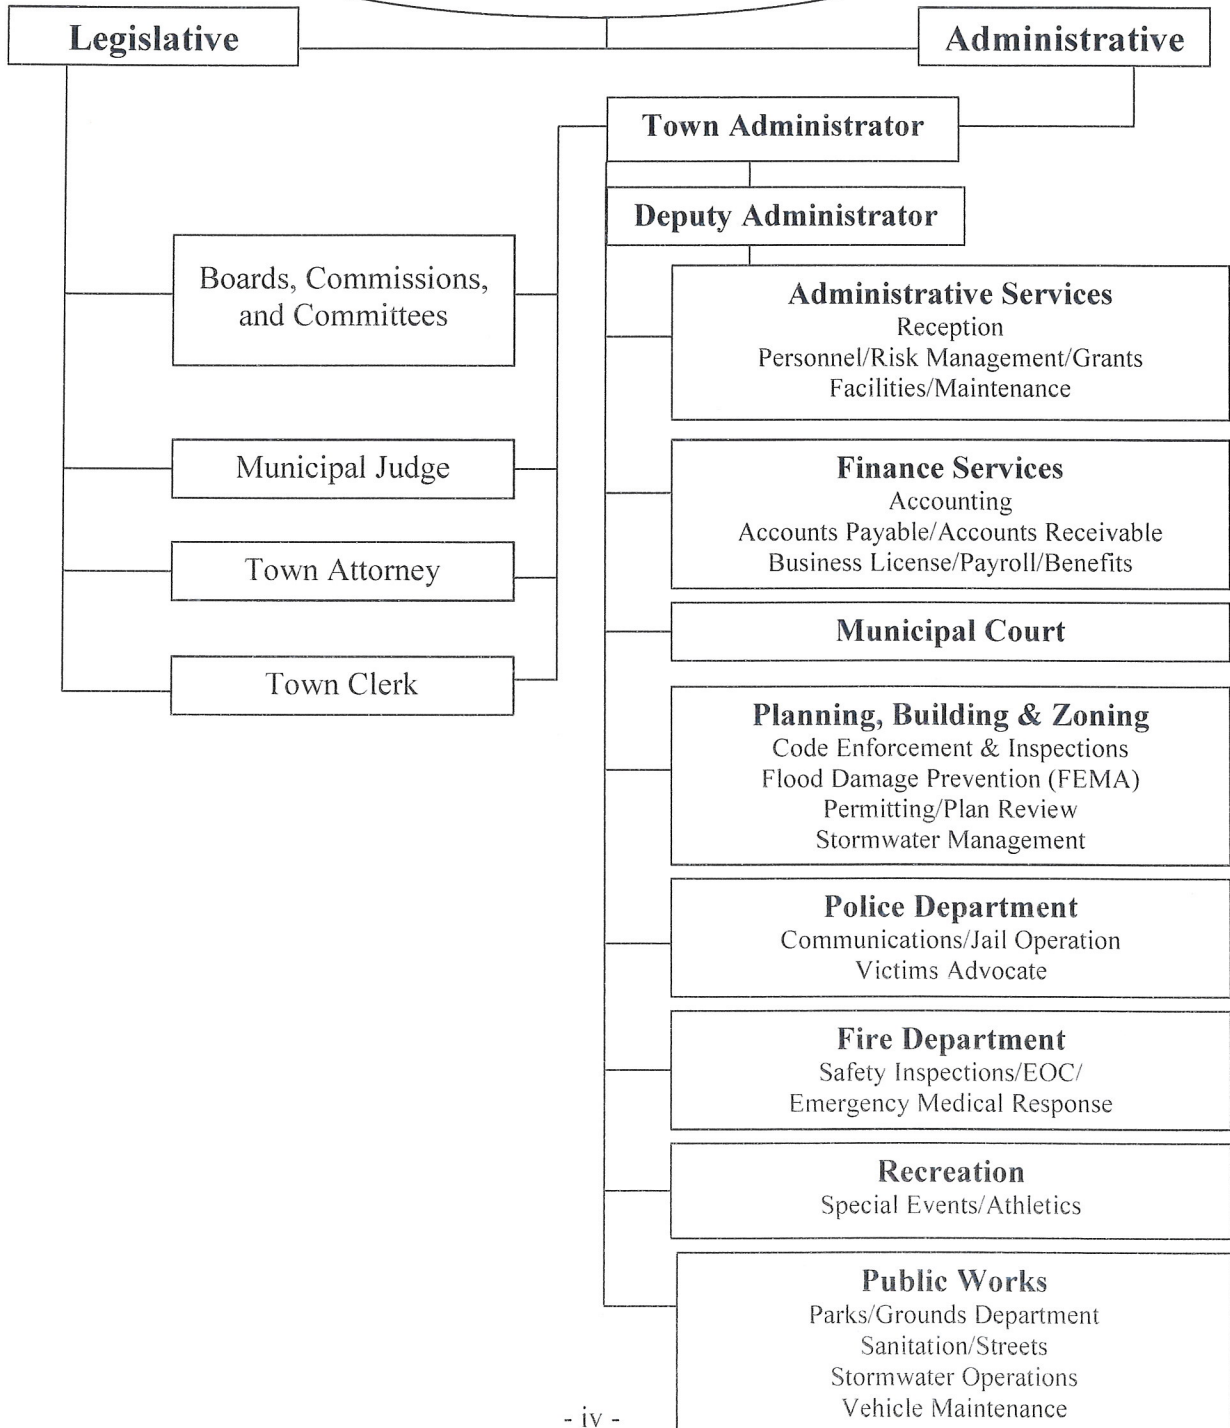 Legislative
Administrative
Town Administrator
Deputy Administrator
Boards, Commissions,
and Committees
Municipal Judge
Town Attorney
Town Clerk
Administrative Services
Reception
Personnel/Risk Management/Grants
Facilities/Maintenance
Finance Services
Accounting
Accounts Payable/Accounts Receivable
Business License/Payroll/Benefits
Municipal Court
Planning, Building & Zoning
Code Enforcement & Inspections
Flood Damage Prevention (FEMA)
Permitting/Plan Review
Stormwater Management
Police Department
Communications/Jail Operation
Victims Advocate
Fire Department
Safety Inspections/EOC/
Emergency Medical Response
Recreation
Special Events/Athletics
Public Works
Parks/Grounds Department
Sanitation/Streets
Stormwater Operations
Vehicle Maintenance
- iv -